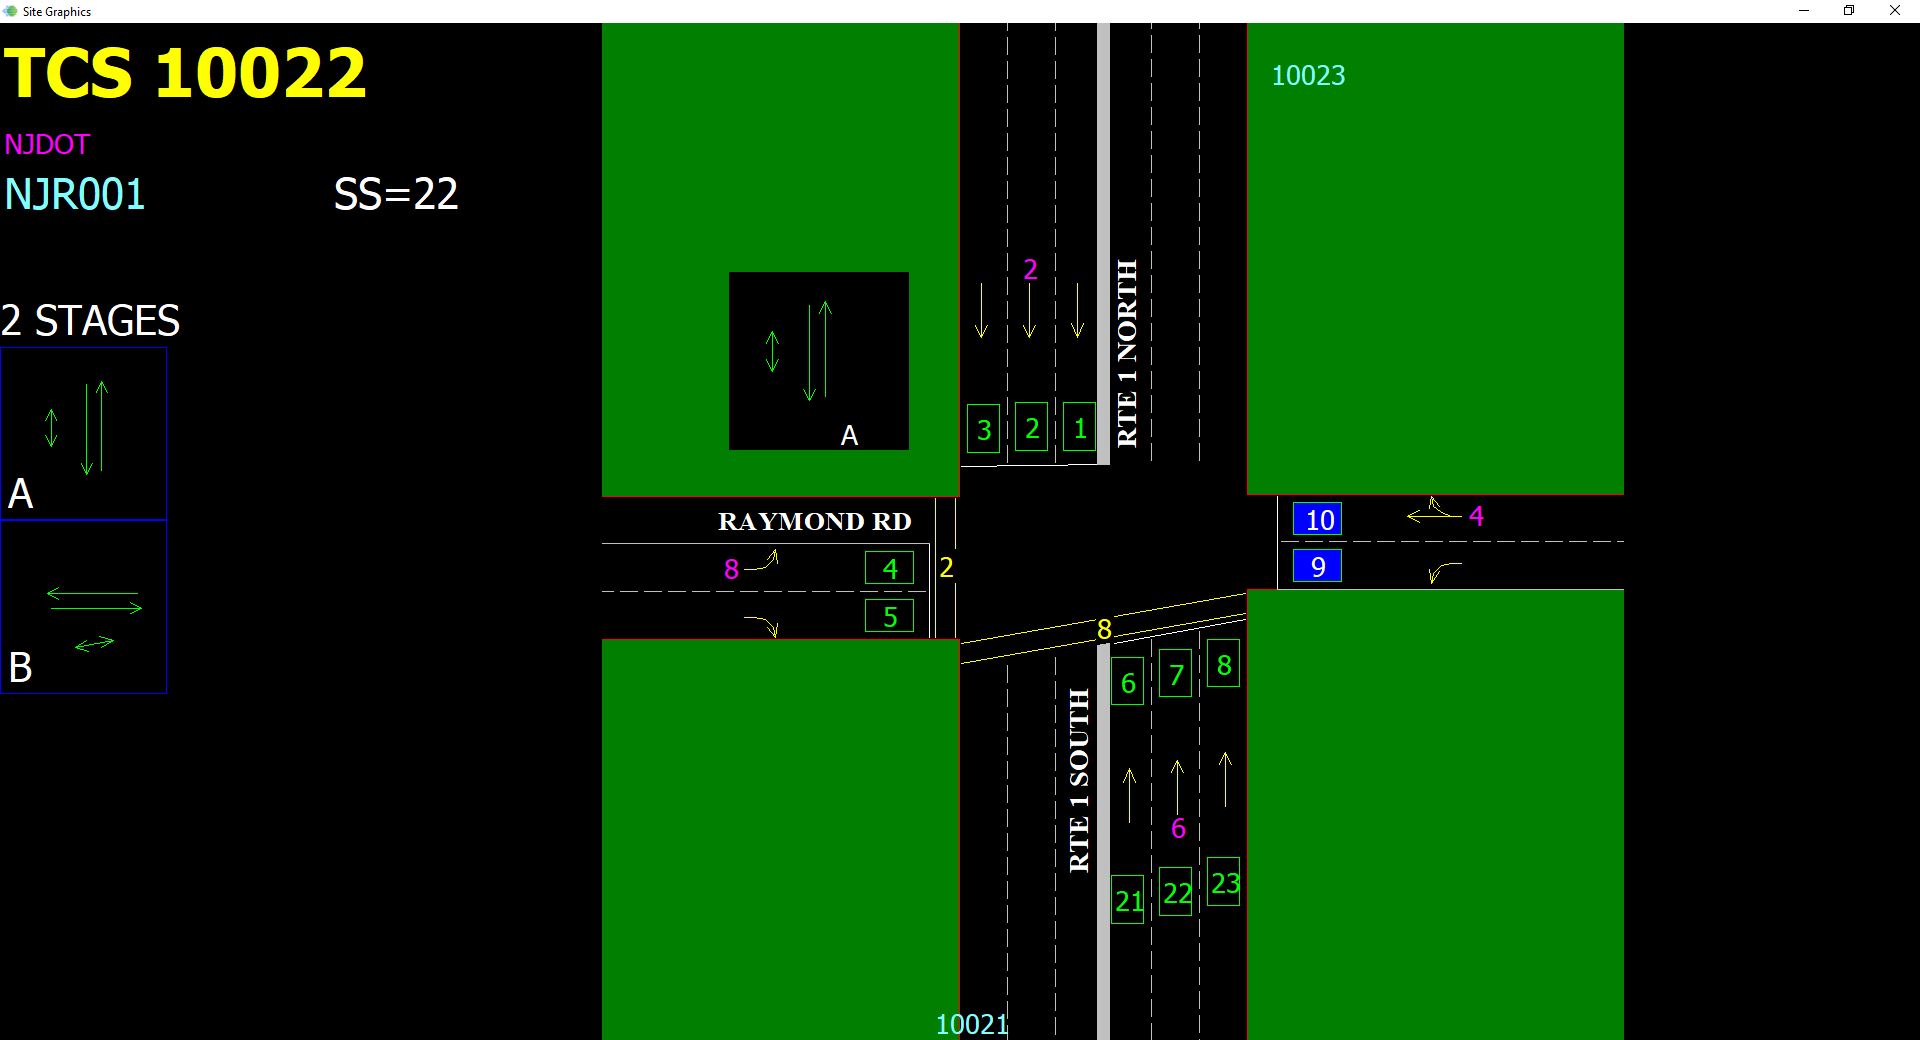 Site Graphics
TCS 10022
NJDOT
NJR001 SS=22
2 STAGES
A
B
A
10023
2
3 2 1
RTE 1 NORTH
RAYMOND RD
8
4
5
2
10
9
4
8
6 7 8
RTE 1 SOUTH
6
21 22 23
10021